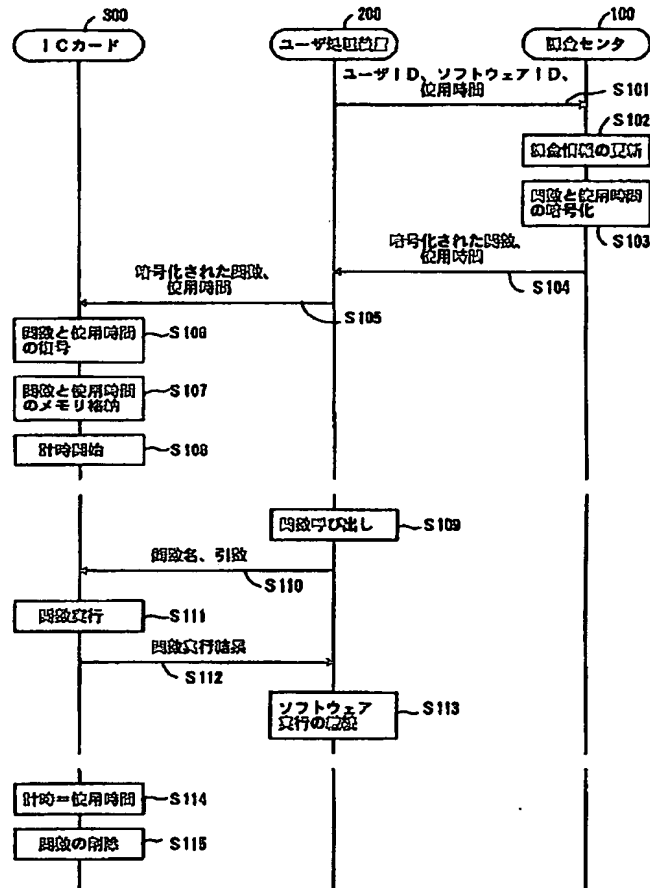 300
200
100
ICカード
ユーザ処理装置
課金センタ
ユーザID、ソフトウェアID、
使用時間
S101
S102
課金情報の更新
関数と使用時間
の暗号化
S103
暗号化された関数、
使用時間
S104
暗号化された関数、
使用時間
S105
関数と使用時間
の復号
S106
関数と使用時間
のメモリ格納
S107
計時開始
S108
関数呼び出し
S109
関数名、引数
S110
関数実行
S111
関数実行結果
S112
ソフトウェア
実行の継続
S113
計時=使用時間
S114
関数の削除
S115